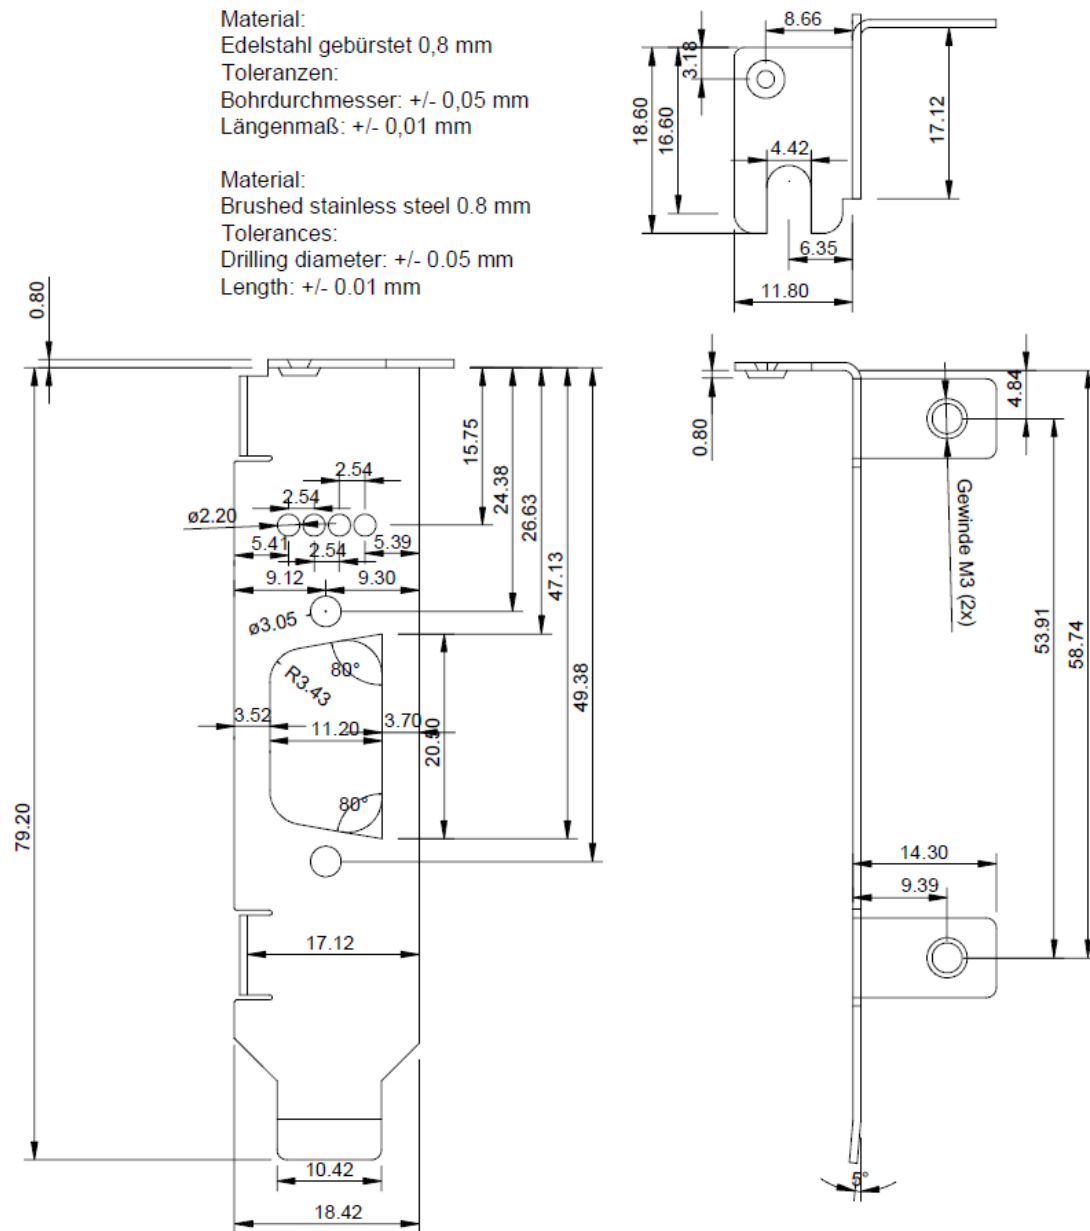 Material:
Edelstahl gebürstet 0,8 mm
Toleranzen:
Bohrdurchmesser: +/- 0,05 mm
Längenmaß: +/- 0,01 mm
Material:
Brushed stainless steel 0.8 mm
Tolerances:
Drilling diameter: +/- 0.05 mm
Length: +/- 0.01 mm
8.66
3.18
18.60
16.60
17.12
4.42
6.35
11.80
0.80
79.20
15.75
24.38
26.63
47.13
49.38
2.54
2.54
ø2.20
5.41
2.54
5.39
9.12
9.30
ø3.05
80°
R3.43
3.52
11.20
3.70
20.50
80°
17.12
10.42
18.42
0.80
4.84
Gewinde M3 (2x)
53.91
58.74
14.30
9.39
5°